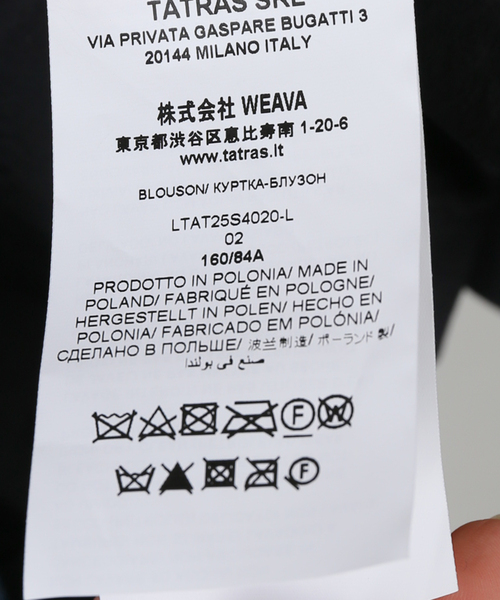 TATRAS SRL
VIA PRIVATA GASPARE BUGATTI 3
20144 MILANO ITALY
株式会社 WEAVA
東京都渋谷区恵比寿南 1-20-6
www.tatras.it
BLOUSON/ КУРТКА-БЛУЗОН
LTAT25S4020-L
02
160/84A
PRODOTTO IN POLONIA/ MADE IN
POLAND/ FABRIQUÉ EN POLOGNE/
HERGESTELLT IN POLEN/ HECHO EN
POLONIA/ FABRICADO EM POLÓNIA/
СДЕЛАНО В ПОЛЬШЕ/ 波兰制造/ ポーランド製/
صنع في بولندا
F W
F